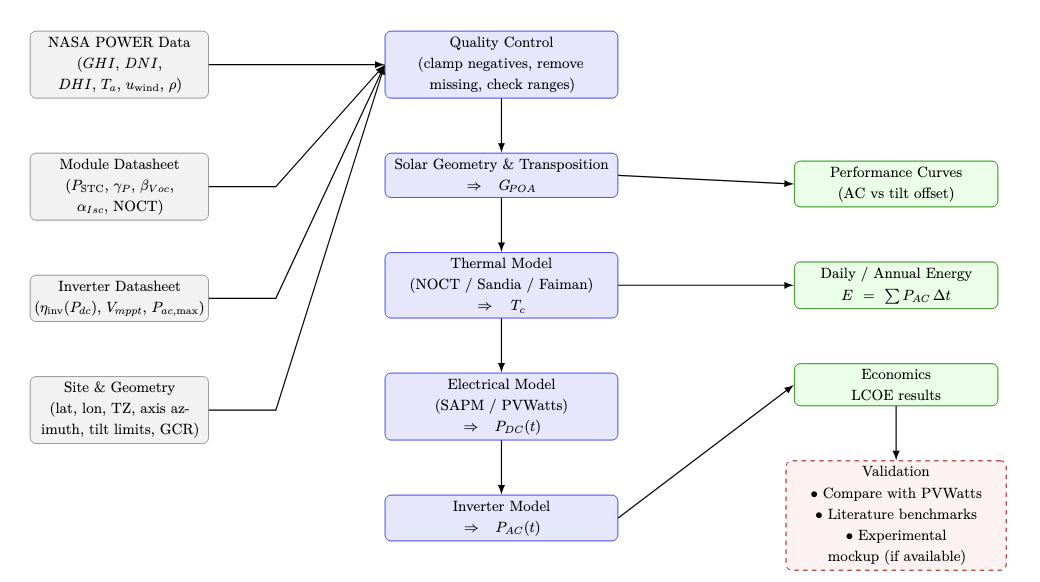 NASA POWER Data
(GHI, DNI,
DHI, Tₐ, u_wind, ρ)
Module Datasheet
(P_STC, γ_P, β_Voc,
α_Isc, NOCT)
Inverter Datasheet
(η_inv(P_dc), V_mppt, P_ac,max)
Site & Geometry
(lat, lon, TZ, axis az-
imuth, tilt limits, GCR)
Quality Control
(clamp negatives, remove
missing, check ranges)
Solar Geometry & Transposition
⇒ G_POA
Thermal Model
(NOCT / Sandia / Faiman)
⇒ T_c
Electrical Model
(SAPM / PVWatts)
⇒ P_DC(t)
Inverter Model
⇒ P_AC(t)
Performance Curves
(AC vs tilt offset)
Daily / Annual Energy
E = ∑ P_AC Δt
Economics
LCOE results
Validation
• Compare with PVWatts
• Literature benchmarks
• Experimental
mockup (if available)